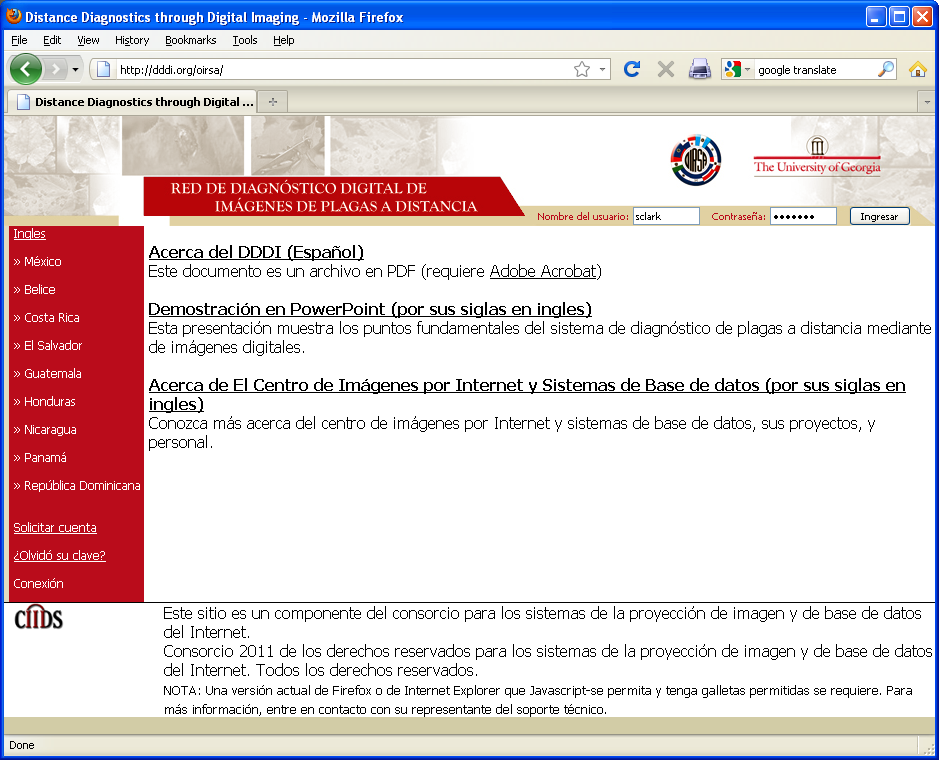 Distance Diagnostics through Digital Imaging - Mozilla Firefox
File Edit View History Bookmarks Tools Help
http://dddi.org/oirsa/
google translate
Distance Diagnostics through Digital ...
OIRSA
The University of Georgia
RED DE DIAGNÓSTICO DIGITAL DE
IMÁGENES DE PLAGAS A DISTANCIA
Nombre del usuario: sclark Contraseña: ••••••• Ingresar
Ingles
» México
» Belice
» Costa Rica
» El Salvador
» Guatemala
» Honduras
» Nicaragua
» Panamá
» República Dominicana
Solicitar cuenta
¿Olvidó su clave?
Conexión
Acerca del DDDI (Español)
Este documento es un archivo en PDF (requiere Adobe Acrobat)
Demostración en PowerPoint (por sus siglas en ingles)
Esta presentación muestra los puntos fundamentales del sistema de diagnóstico de plagas a distancia mediante
de imágenes digitales.
Acerca de El Centro de Imágenes por Internet y Sistemas de Base de datos (por sus siglas en
ingles)
Conozca más acerca del centro de imágenes por Internet y sistemas de base de datos, sus proyectos, y
personal.
CIIDS
Este sitio es un componente del consorcio para los sistemas de la proyección de imagen y de base de datos
del Internet.
Consorcio 2011 de los derechos reservados para los sistemas de la proyección de imagen y de base de datos
del Internet. Todos los derechos reservados.
NOTA: Una versión actual de Firefox o de Internet Explorer que Javascript-se permita y tenga galletas permitidas se requiere. Para
más información, entre en contacto con su representante del soporte técnico.
Done